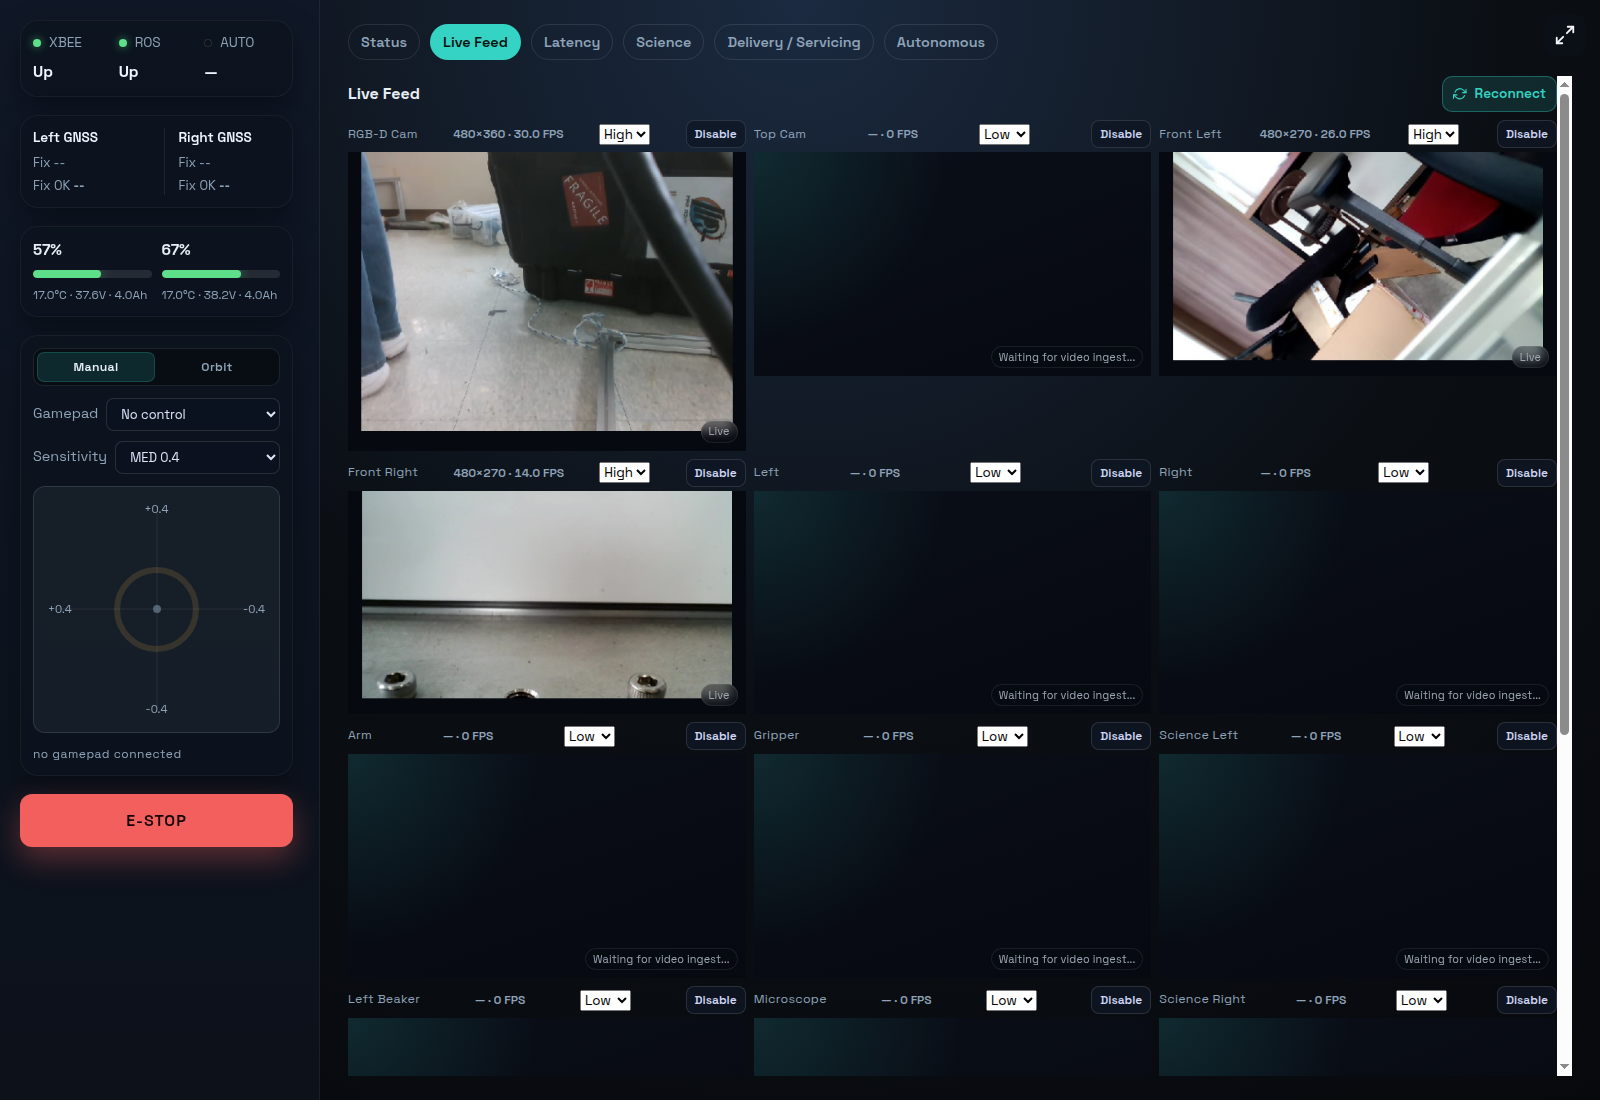 XBEE ROS AUTO
Up Up —
Left GNSS Right GNSS
Fix -- Fix --
Fix OK -- Fix OK --
57% 67%
17.0°C · 37.6V · 4.0Ah 17.0°C · 38.2V · 4.0Ah
Manual Orbit
Gamepad No control
Sensitivity MED 0.4
+0.4
+0.4 -0.4
-0.4
no gamepad connected
E-STOP
Status Live Feed Latency Science Delivery / Servicing Autonomous
Live Feed Reconnect
RGB-D Cam 480×360 · 30.0 FPS High Disable Top Cam — · 0 FPS Low Disable Front Left 480×270 · 26.0 FPS High Disable
FRAGILE
Live Waiting for video ingest... Live
Front Right 480×270 · 14.0 FPS High Disable Left — · 0 FPS Low Disable Right — · 0 FPS Low Disable
Live Waiting for video ingest... Waiting for video ingest...
Arm — · 0 FPS Low Disable Gripper — · 0 FPS Low Disable Science Left — · 0 FPS Low Disable
Waiting for video ingest... Waiting for video ingest... Waiting for video ingest...
Left Beaker — · 0 FPS Low Disable Microscope — · 0 FPS Low Disable Science Right — · 0 FPS Low Disable